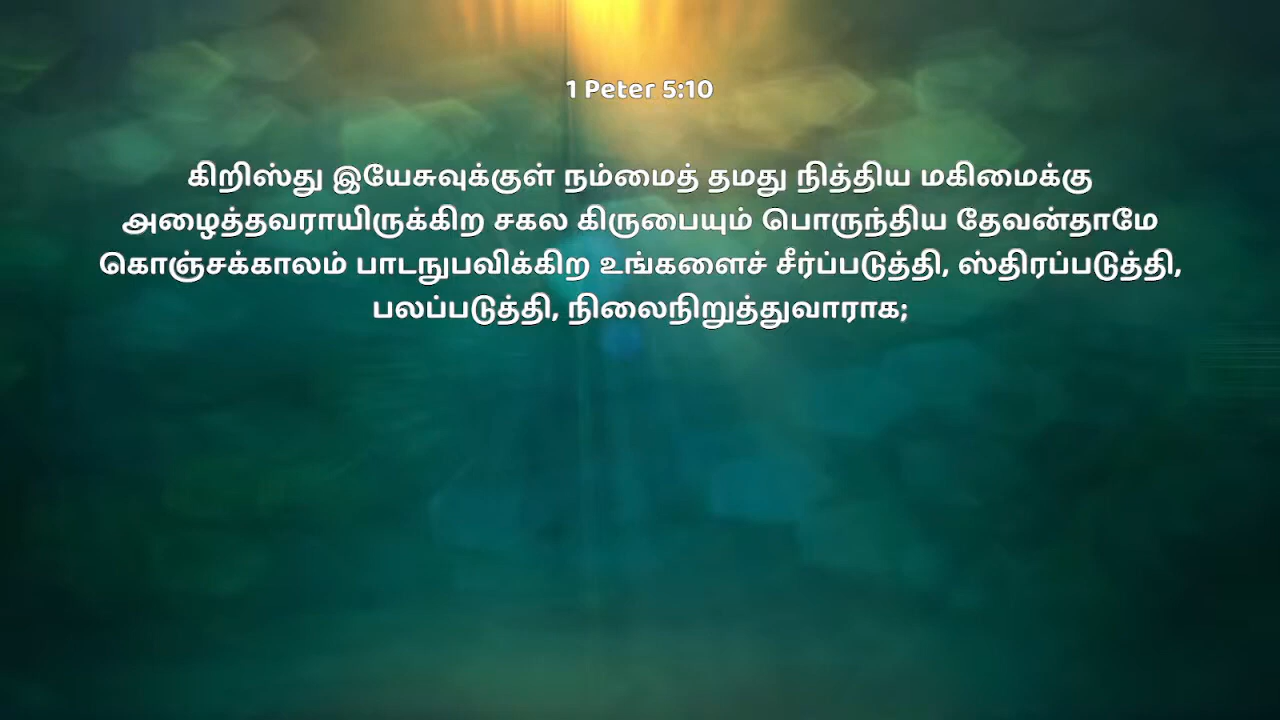 1 Peter 5:10
கிறிஸ்து இயேசுவுக்குள் நம்மைத் தமது நித்திய மகிமைக்கு
அழைத்தவராயிருக்கிற சகல கிருபையும் பொருந்திய தேவன்தாமே
கொஞ்சக்காலம் பாடநுபவிக்கிற உங்களைச் சீர்ப்படுத்தி, ஸ்திரப்படுத்தி,
பலப்படுத்தி, நிலைநிறுத்துவாராக;